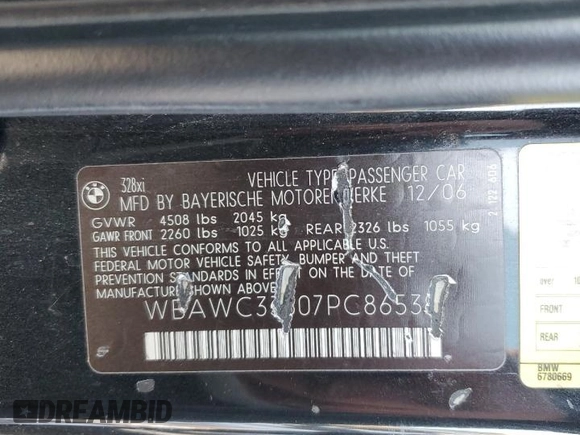 BMW
328xi
VEHICLE TYPE PASSENGER CAR
MFD BY BAYERISCHE MOTOREN WERKE 12/06
GVWR 4508 lbs 2045 kg
GAWR FRONT 2260 lbs 1025 kg REAR 2326 lbs 1055 kg
THIS VEHICLE CONFORMS TO ALL APPLICABLE U.S.
FEDERAL MOTOR VEHICLE SAFETY, BUMPER AND THEFT
PREVENTION STANDARDS IN EFFECT ON THE DATE OF
MANUFACTURE SHOWN ABOVE.
FRONT
REAR
BMW
6780669
DREAMBID